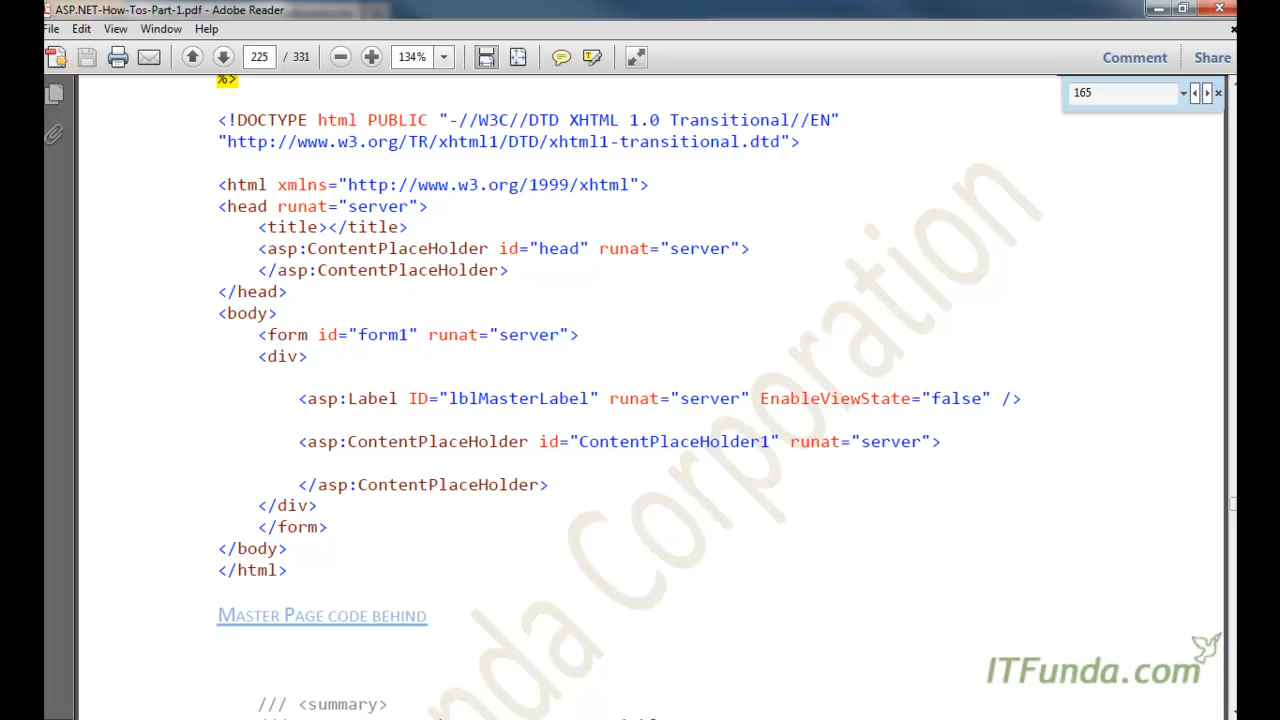 ASP.NET-How-Tos-Part-1.pdf - Adobe Reader
File Edit View Window Help
225 / 331 134% Comment Share
165
%>
<!DOCTYPE html PUBLIC "-//W3C//DTD XHTML 1.0 Transitional//EN"
"http://www.w3.org/TR/xhtml1/DTD/xhtml1-transitional.dtd">
<html xmlns="http://www.w3.org/1999/xhtml">
<head runat="server">
<title></title>
<asp:ContentPlaceHolder id="head" runat="server">
</asp:ContentPlaceHolder>
</head>
<body>
<form id="form1" runat="server">
<div>
<asp:Label ID="lblMasterLabel" runat="server" EnableViewState="false" />
<asp:ContentPlaceHolder id="ContentPlaceHolder1" runat="server">
</asp:ContentPlaceHolder>
</div>
</form>
</body>
</html>
MASTER PAGE CODE BEHIND
/// <summary>
nda Corporation
ITFunda.com